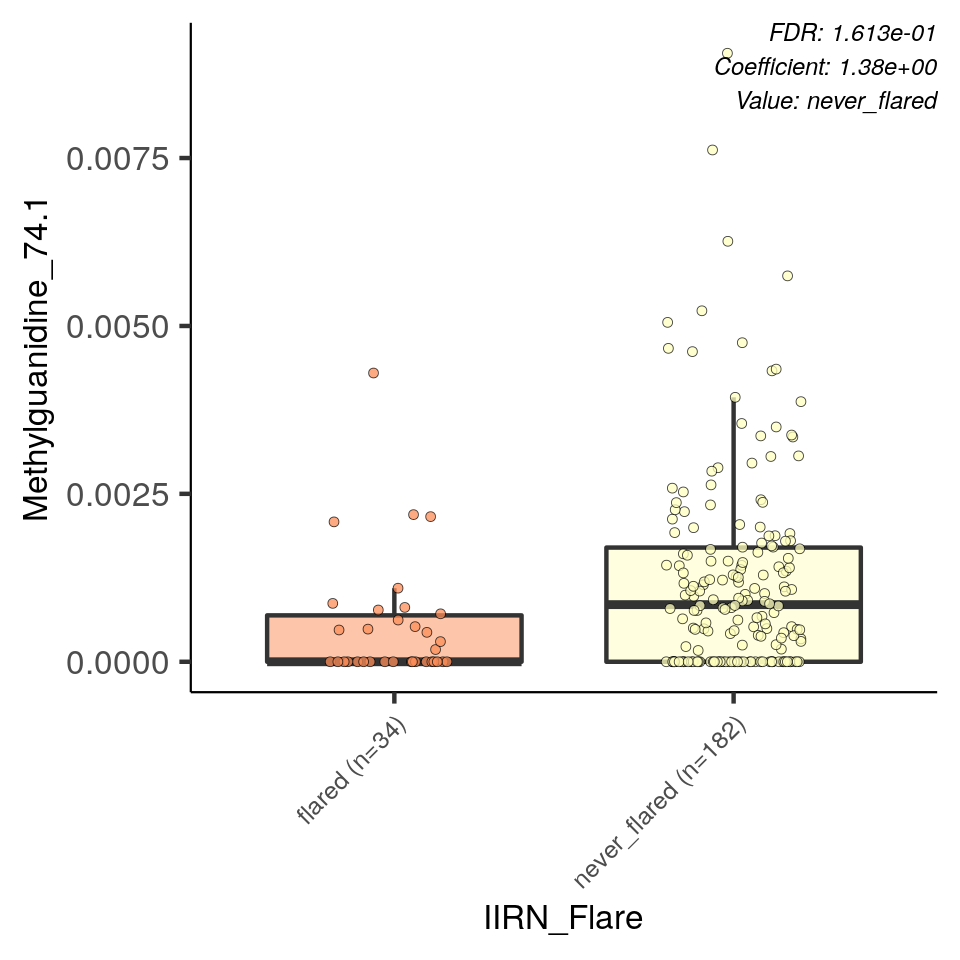 FDR: 1.613e-01
Coefficient: 1.38e+00
Value: never_flared
0.0075
0.0050
0.0025
0.0000
Methylguanidine_74.1
flared (n=34)
never_flared (n=182)
IIRN_Flare